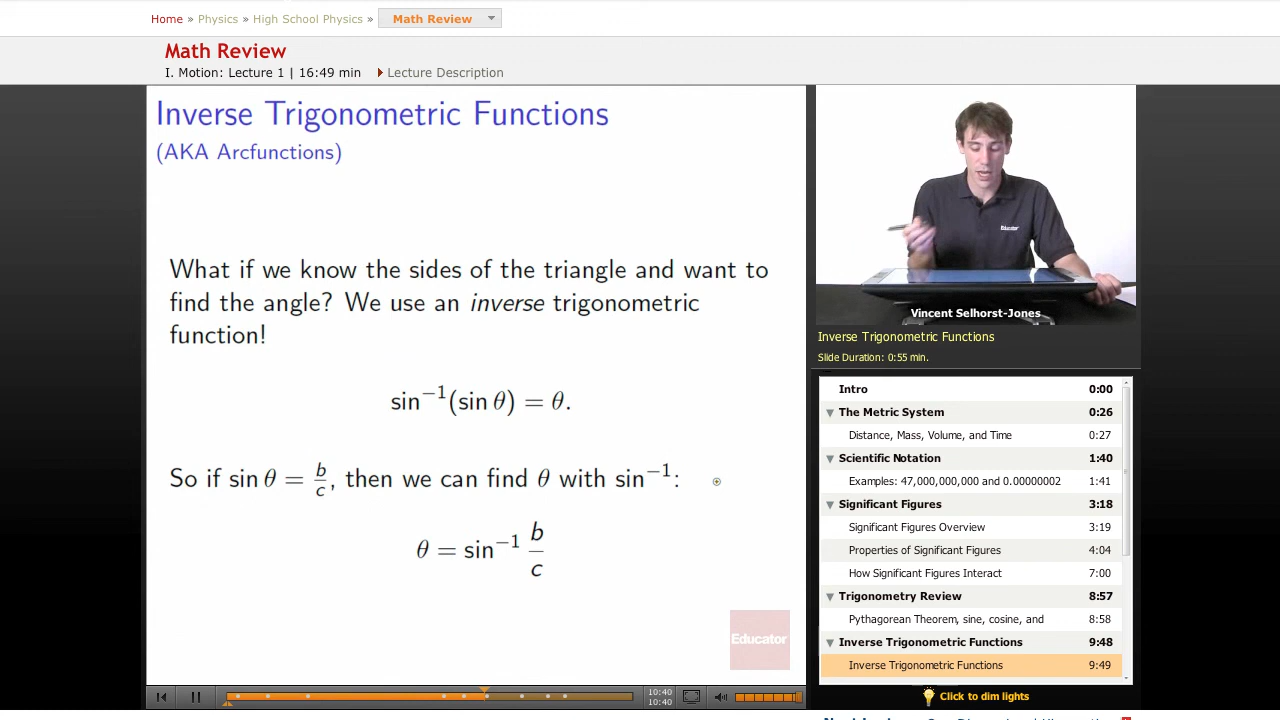 Home » Physics » High School Physics » Math Review
Math Review
I. Motion: Lecture 1 | 16:49 min Lecture Description
Inverse Trigonometric Functions
(AKA Arcfunctions)
What if we know the sides of the triangle and want to
find the angle? We use an inverse trigonometric
function!
sin⁻¹(sin θ) = θ.
So if sin θ = b/c, then we can find θ with sin⁻¹:
θ = sin⁻¹ b/c
Educator
10:40
10:40
Educator
Vincent Selhorst-Jones
Inverse Trigonometric Functions
Slide Duration: 0:55 min.
Intro 0:00
The Metric System 0:26
Distance, Mass, Volume, and Time 0:27
Scientific Notation 1:40
Examples: 47,000,000,000 and 0.00000002 1:41
Significant Figures 3:18
Significant Figures Overview 3:19
Properties of Significant Figures 4:04
How Significant Figures Interact 7:00
Trigonometry Review 8:57
Pythagorean Theorem, sine, cosine, and 8:58
Inverse Trigonometric Functions 9:48
Inverse Trigonometric Functions 9:49
Click to dim lights